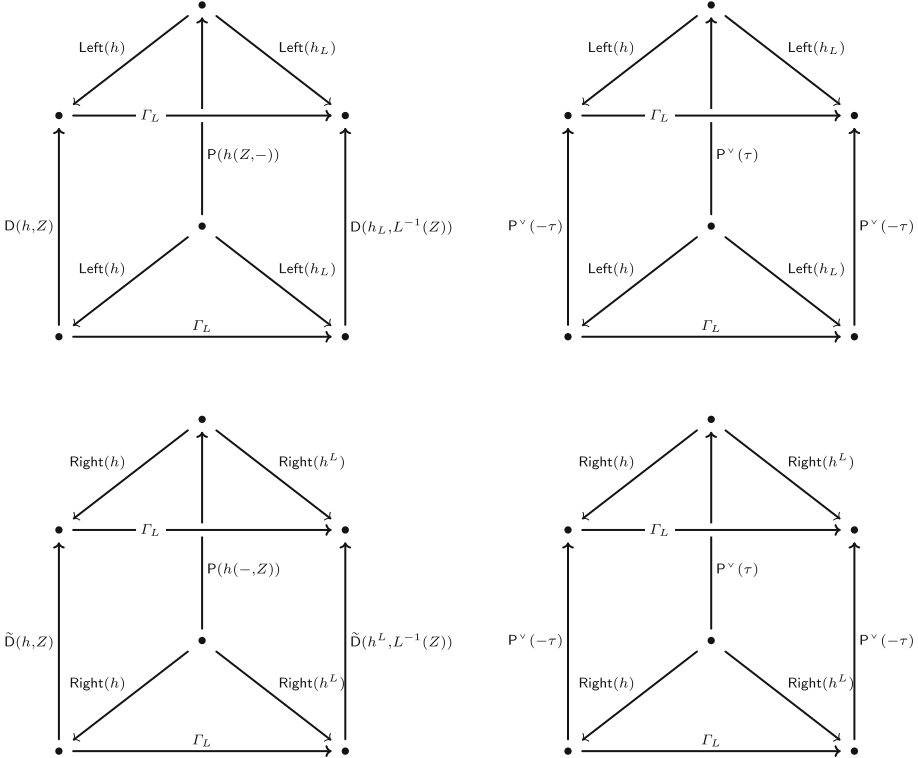 Left(h) Left(h_L) Left(h) Left(h_L)
Γ_L Γ_L
P(h(Z,−)) P^∨(τ)
D(h,Z) D(h_L,L^{−1}(Z)) P^∨(−τ) P^∨(−τ)
Left(h) Left(h_L) Left(h) Left(h_L)
Γ_L Γ_L
Right(h) Right(h^L) Right(h) Right(h^L)
Γ_L Γ_L
P(h(−,Z)) P^∨(τ)
D̃(h,Z) D̃(h^L,L^{−1}(Z)) P^∨(−τ) P^∨(−τ)
Right(h) Right(h^L) Right(h) Right(h^L)
Γ_L Γ_L